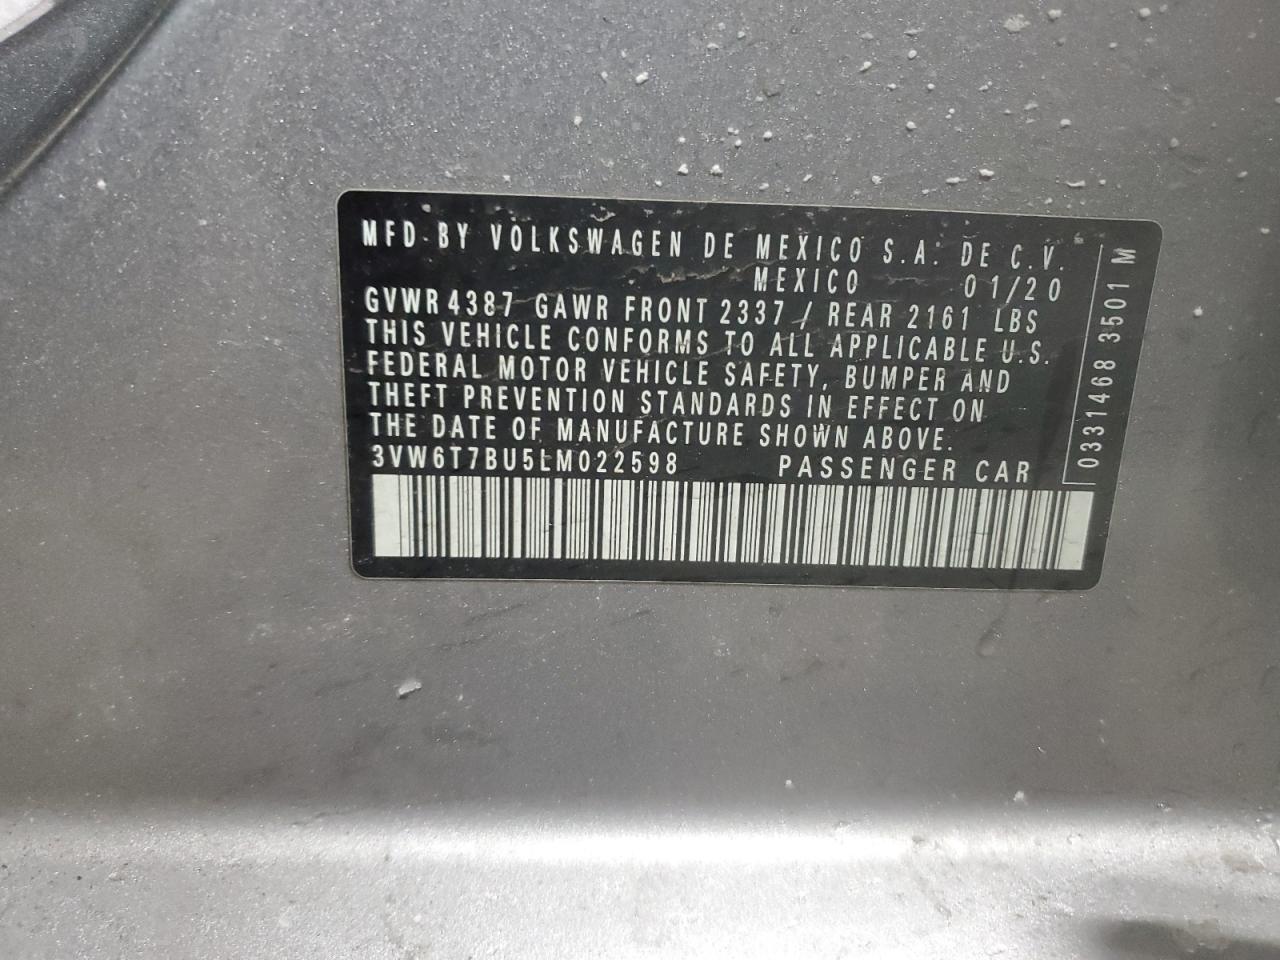 MFD BY VOLKSWAGEN DE MEXICO S.A. DE C.V.
MEXICO 01/20
GVWR 4387 GAWR FRONT 2337 / REAR 2161 LBS
THIS VEHICLE CONFORMS TO ALL APPLICABLE U.S.
FEDERAL MOTOR VEHICLE SAFETY, BUMPER AND
THEFT PREVENTION STANDARDS IN EFFECT ON
THE DATE OF MANUFACTURE SHOWN ABOVE.
3VW6T7BU5LM022598 PASSENGER CAR
0331468 3501 M